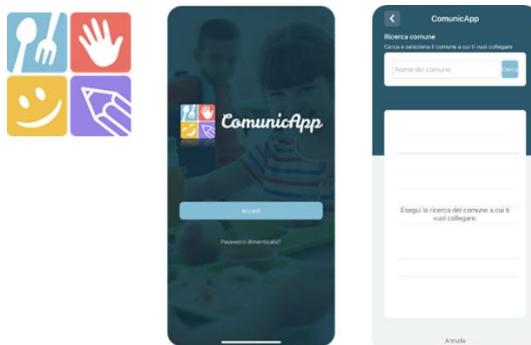 ComunicApp
Accedi
Password dimenticata?
ComunicApp
Ricerca comune
Cerca e seleziona il comune a cui ti vuoi collegare
Nome del comune
Cerca
Esegui la ricerca del comune a cui ti
vuoi collegare.
Annulla